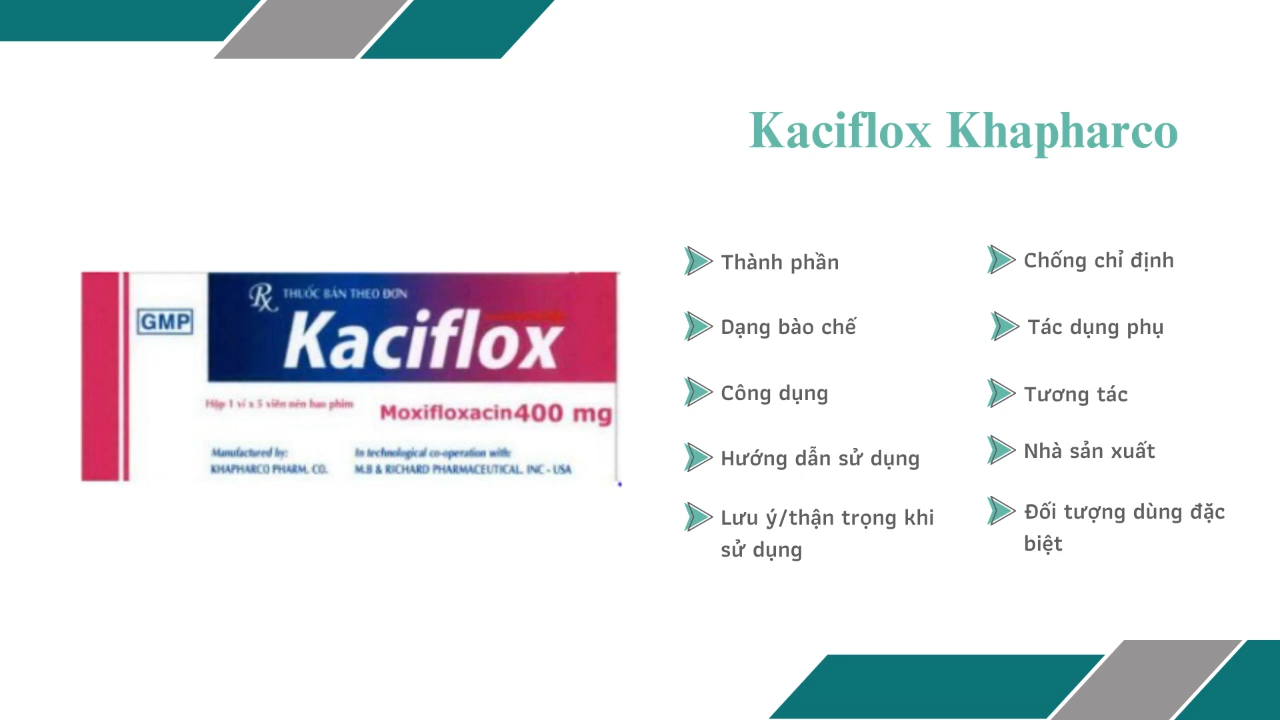 Kaciflox Khapharco
GMP
Rx THUỐC BÁN THEO ĐƠN
Kaciflox
Hộp 1 vỉ x 5 viên nén bao phim
Moxifloxacin 400 mg
Manufactured by:
KHAPHARCO PHARM. CO.
In technological co-operation with:
M.B & RICHARD PHARMACEUTICAL. INC - USA
Thành phần
Dạng bào chế
Công dụng
Hướng dẫn sử dụng
Lưu ý/thận trọng khi
sử dụng
Chống chỉ định
Tác dụng phụ
Tương tác
Nhà sản xuất
Đối tượng dùng đặc
biệt